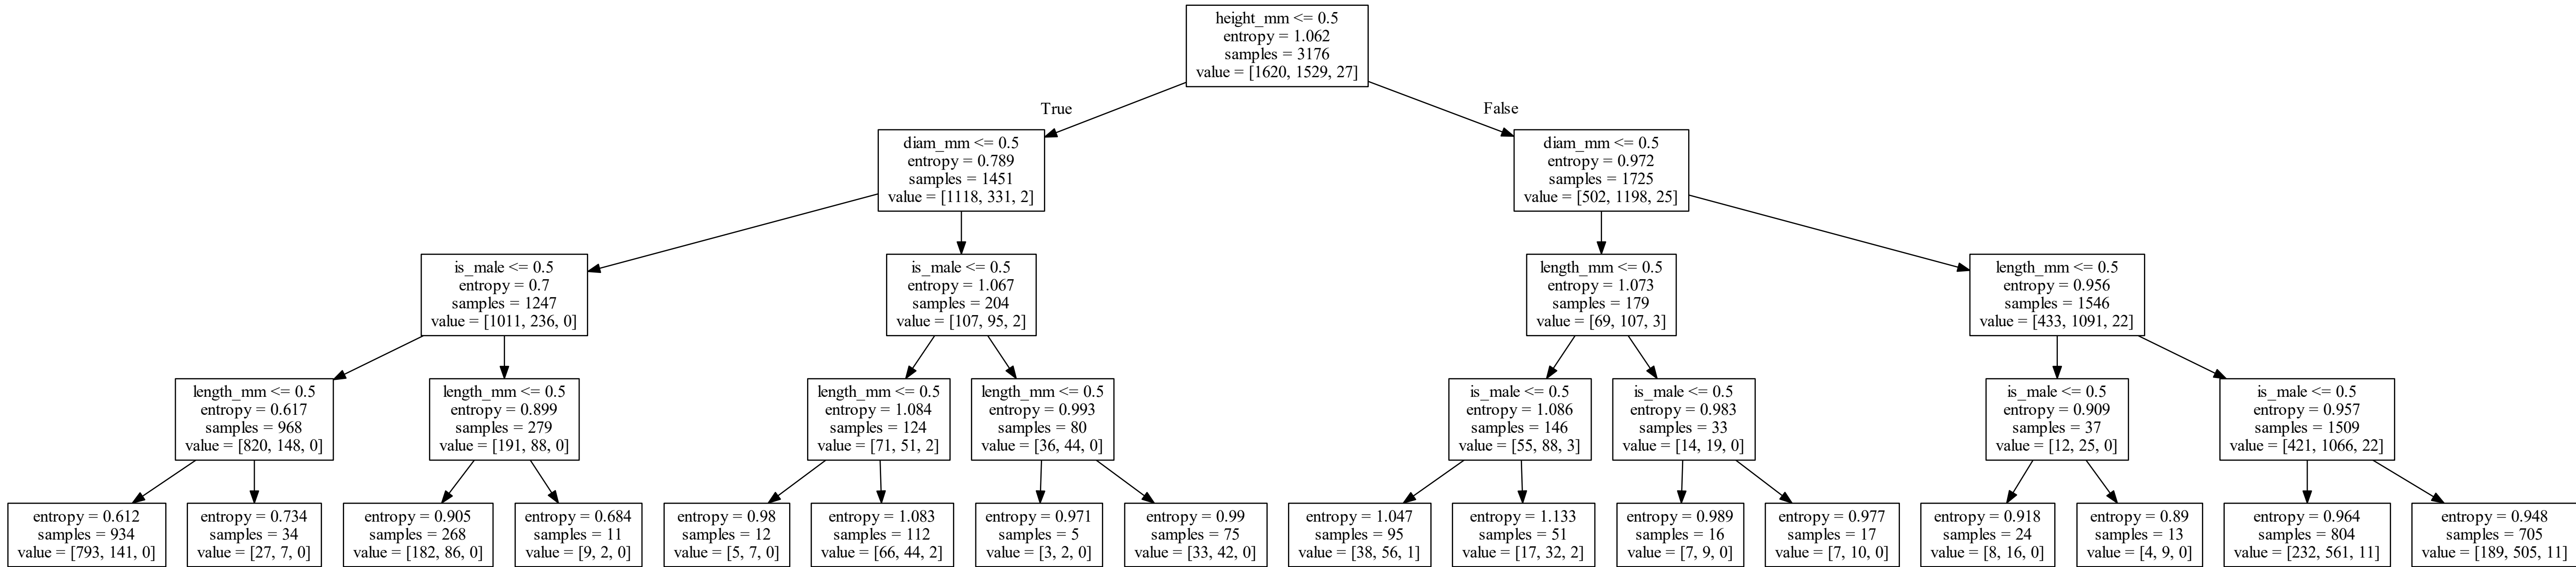 height_mm <= 0.5
entropy = 1.062
samples = 3176
value = [1620, 1529, 27]
True
False
diam_mm <= 0.5
entropy = 0.789
samples = 1451
value = [1118, 331, 2]
diam_mm <= 0.5
entropy = 0.972
samples = 1725
value = [502, 1198, 25]
is_male <= 0.5
entropy = 0.7
samples = 1247
value = [1011, 236, 0]
is_male <= 0.5
entropy = 1.067
samples = 204
value = [107, 95, 2]
length_mm <= 0.5
entropy = 1.073
samples = 179
value = [69, 107, 3]
length_mm <= 0.5
entropy = 0.956
samples = 1546
value = [433, 1091, 22]
length_mm <= 0.5
entropy = 0.617
samples = 968
value = [820, 148, 0]
length_mm <= 0.5
entropy = 0.899
samples = 279
value = [191, 88, 0]
length_mm <= 0.5
entropy = 1.084
samples = 124
value = [71, 51, 2]
length_mm <= 0.5
entropy = 0.993
samples = 80
value = [36, 44, 0]
is_male <= 0.5
entropy = 1.086
samples = 146
value = [55, 88, 3]
is_male <= 0.5
entropy = 0.983
samples = 33
value = [14, 19, 0]
is_male <= 0.5
entropy = 0.909
samples = 37
value = [12, 25, 0]
is_male <= 0.5
entropy = 0.957
samples = 1509
value = [421, 1066, 22]
entropy = 0.612
samples = 934
value = [793, 141, 0]
entropy = 0.734
samples = 34
value = [27, 7, 0]
entropy = 0.905
samples = 268
value = [182, 86, 0]
entropy = 0.684
samples = 11
value = [9, 2, 0]
entropy = 0.98
samples = 12
value = [5, 7, 0]
entropy = 1.083
samples = 112
value = [66, 44, 2]
entropy = 0.971
samples = 5
value = [3, 2, 0]
entropy = 0.99
samples = 75
value = [33, 42, 0]
entropy = 1.047
samples = 95
value = [38, 56, 1]
entropy = 1.133
samples = 51
value = [17, 32, 2]
entropy = 0.989
samples = 16
value = [7, 9, 0]
entropy = 0.977
samples = 17
value = [7, 10, 0]
entropy = 0.918
samples = 24
value = [8, 16, 0]
entropy = 0.89
samples = 13
value = [4, 9, 0]
entropy = 0.964
samples = 804
value = [232, 561, 11]
entropy = 0.948
samples = 705
value = [189, 505, 11]